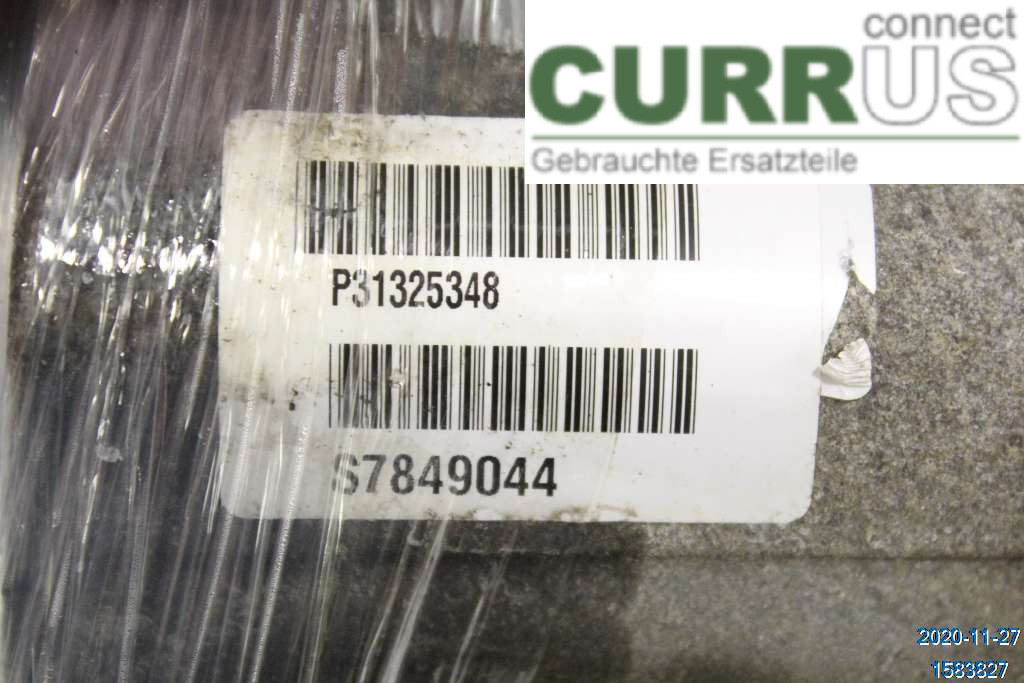 connect
CURRUS
Gebrauchte Ersatzteile
P31325348
S7849044
2020-11-27
1583827